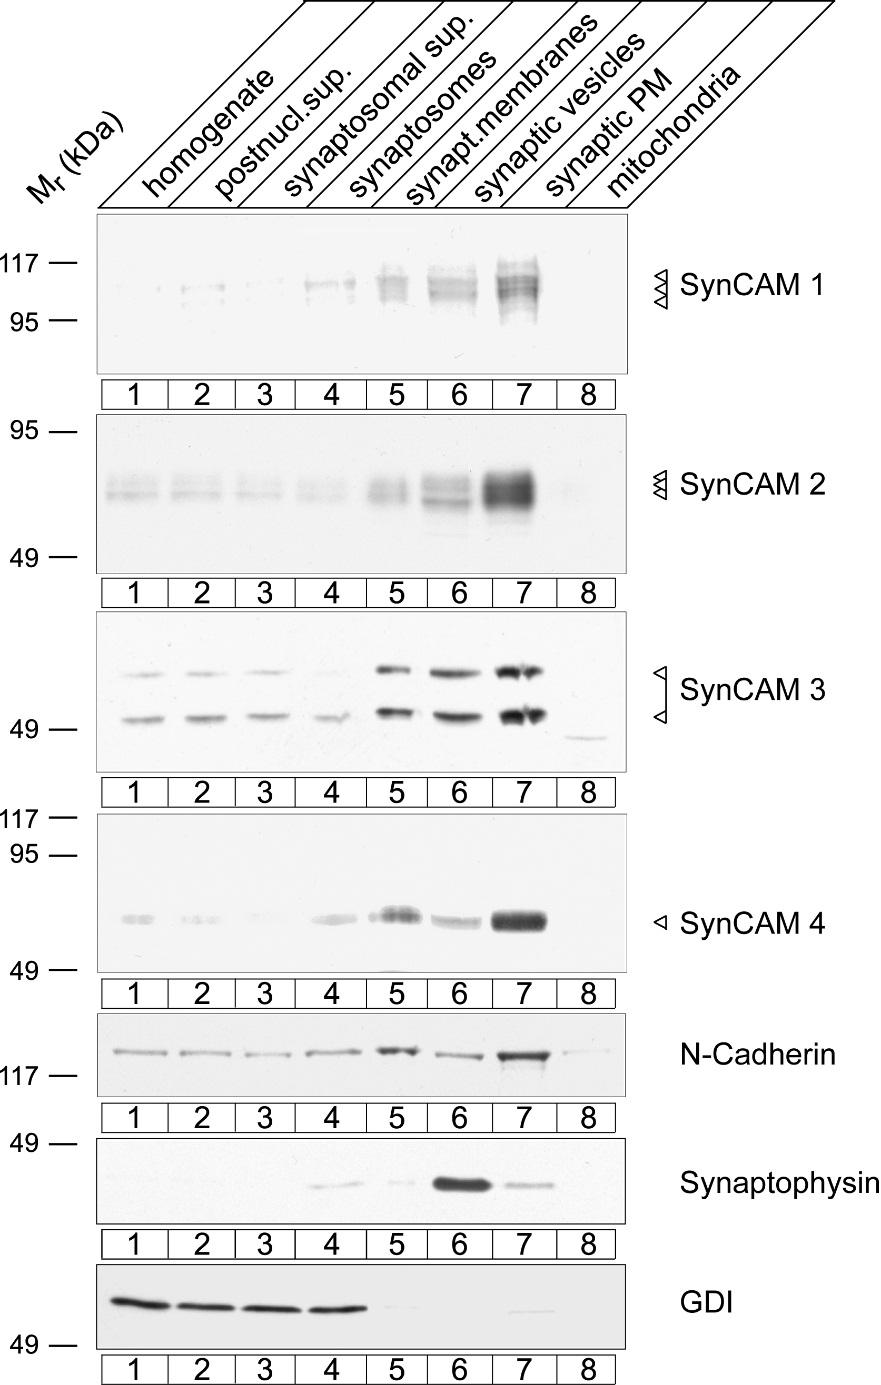 Mr (kDa)
homogenate
postnucl.sup.
synaptosomal sup.
synaptosomes
synapt.membranes
synaptic vesicles
synaptic PM
mitochondria
117
95
SynCAM 1
1 2 3 4 5 6 7 8
95
49
SynCAM 2
1 2 3 4 5 6 7 8
49
SynCAM 3
1 2 3 4 5 6 7 8
117
95
49
SynCAM 4
1 2 3 4 5 6 7 8
117
N-Cadherin
1 2 3 4 5 6 7 8
49
Synaptophysin
1 2 3 4 5 6 7 8
49
GDI
1 2 3 4 5 6 7 8